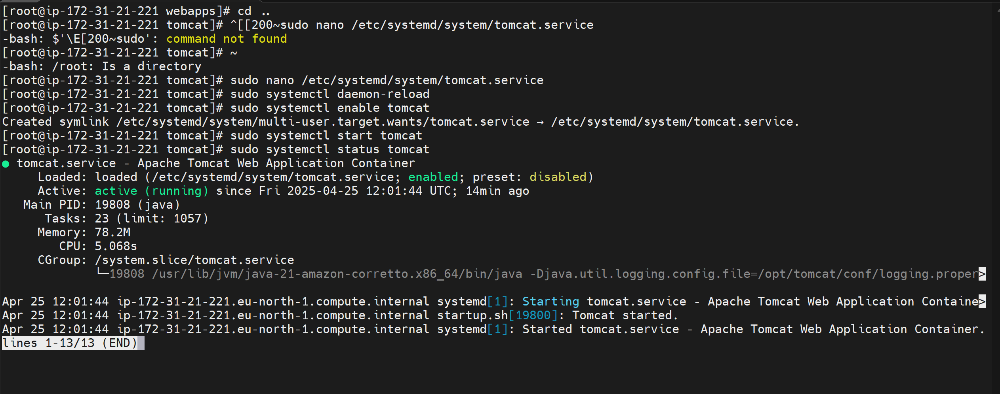 [root@ip-172-31-21-221 webapps]# cd ..
[root@ip-172-31-21-221 tomcat]# ^[[200~sudo nano /etc/systemd/system/tomcat.service
-bash: $'\E[200~sudo': command not found
[root@ip-172-31-21-221 tomcat]# ~
-bash: /root: Is a directory
[root@ip-172-31-21-221 tomcat]# sudo nano /etc/systemd/system/tomcat.service
[root@ip-172-31-21-221 tomcat]# sudo systemctl daemon-reload
[root@ip-172-31-21-221 tomcat]# sudo systemctl enable tomcat
Created symlink /etc/systemd/system/multi-user.target.wants/tomcat.service → /etc/systemd/system/tomcat.service.
[root@ip-172-31-21-221 tomcat]# sudo systemctl start tomcat
[root@ip-172-31-21-221 tomcat]# sudo systemctl status tomcat
● tomcat.service - Apache Tomcat Web Application Container
     Loaded: loaded (/etc/systemd/system/tomcat.service; enabled; preset: disabled)
     Active: active (running) since Fri 2025-04-25 12:01:44 UTC; 14min ago
   Main PID: 19808 (java)
      Tasks: 23 (limit: 1057)
     Memory: 78.2M
        CPU: 5.068s
     CGroup: /system.slice/tomcat.service
             └─19808 /usr/lib/jvm/java-21-amazon-corretto.x86_64/bin/java -Djava.util.logging.config.file=/opt/tomcat/conf/logging.proper>
Apr 25 12:01:44 ip-172-31-21-221.eu-north-1.compute.internal systemd[1]: Starting tomcat.service - Apache Tomcat Web Application Containe>
Apr 25 12:01:44 ip-172-31-21-221.eu-north-1.compute.internal startup.sh[19800]: Tomcat started.
Apr 25 12:01:44 ip-172-31-21-221.eu-north-1.compute.internal systemd[1]: Started tomcat.service - Apache Tomcat Web Application Container.
lines 1-13/13 (END)